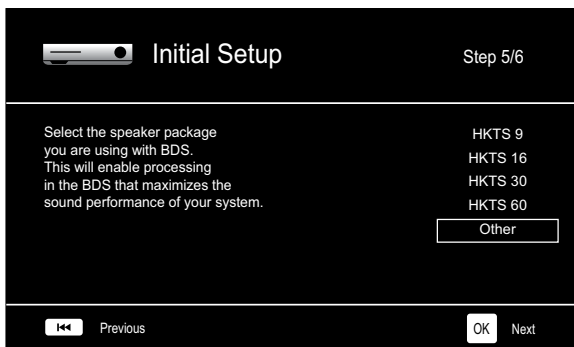 Initial Setup
Step 5/6
Select the speaker package
you are using with BDS.
This will enable processing
in the BDS that maximizes the
sound performance of your system.
HKTS 9
HKTS 16
HKTS 30
HKTS 60
Other
Previous
OK Next